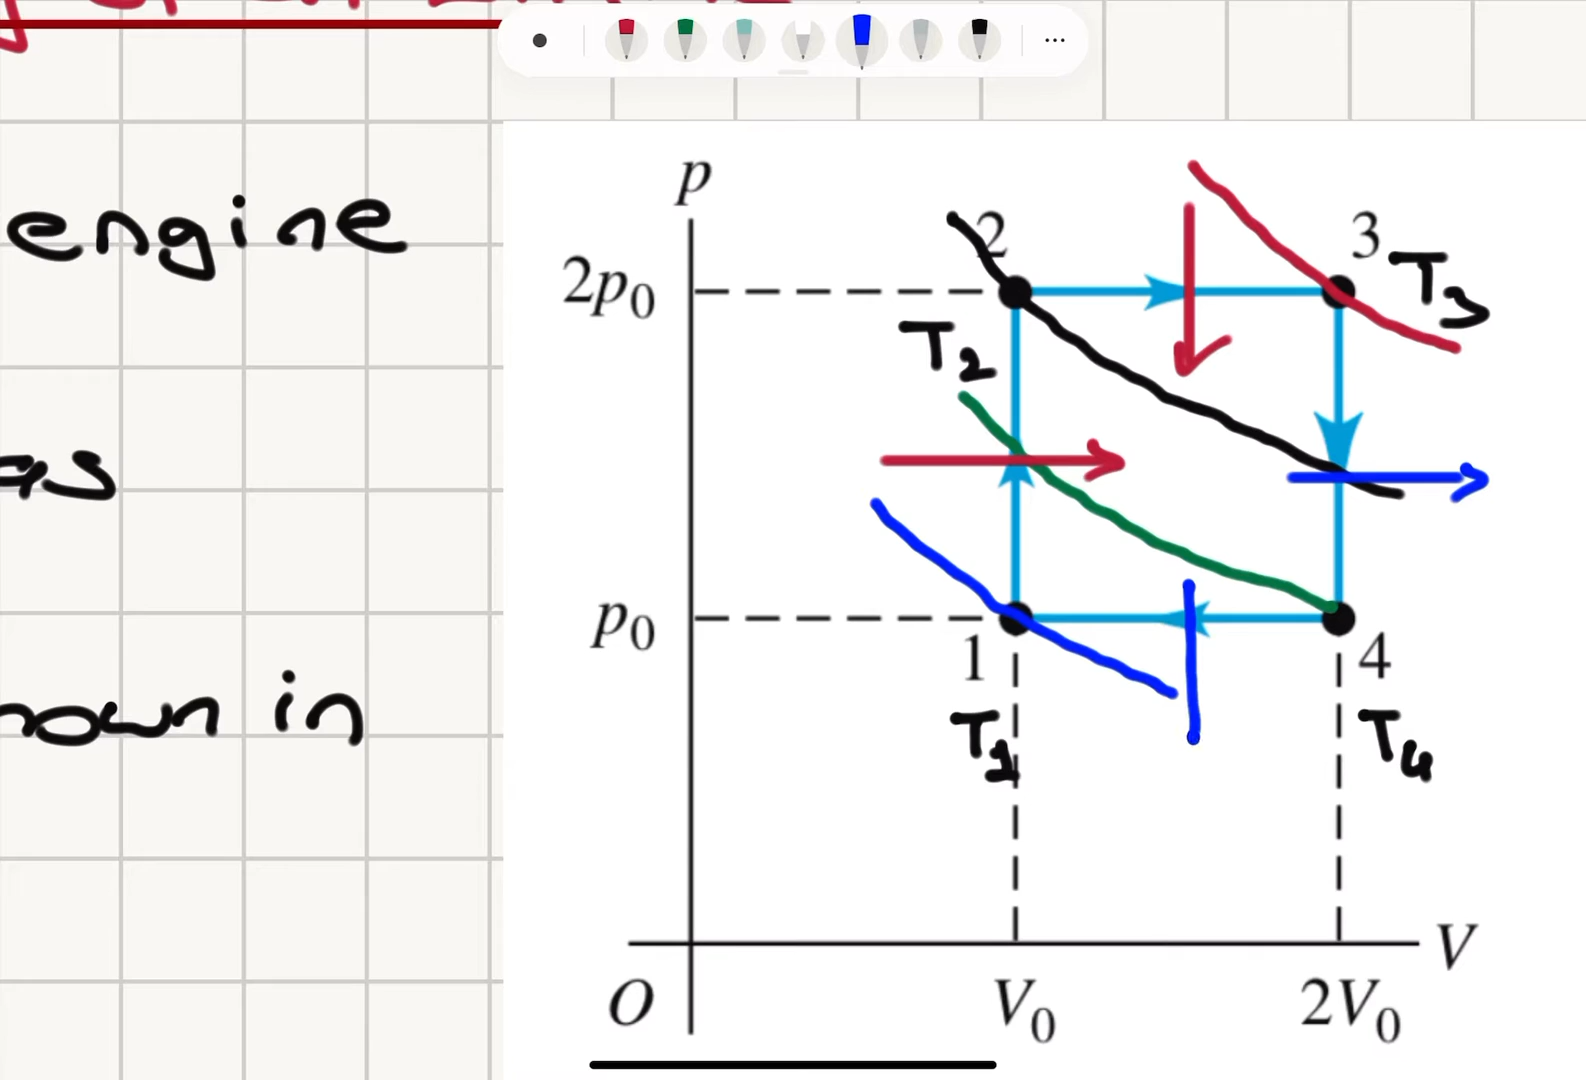 engine
as
own in
p
2p₀
p₀
2
3
1
4
T₂
T₃
T₁
T₄
O
V₀
2V₀
V